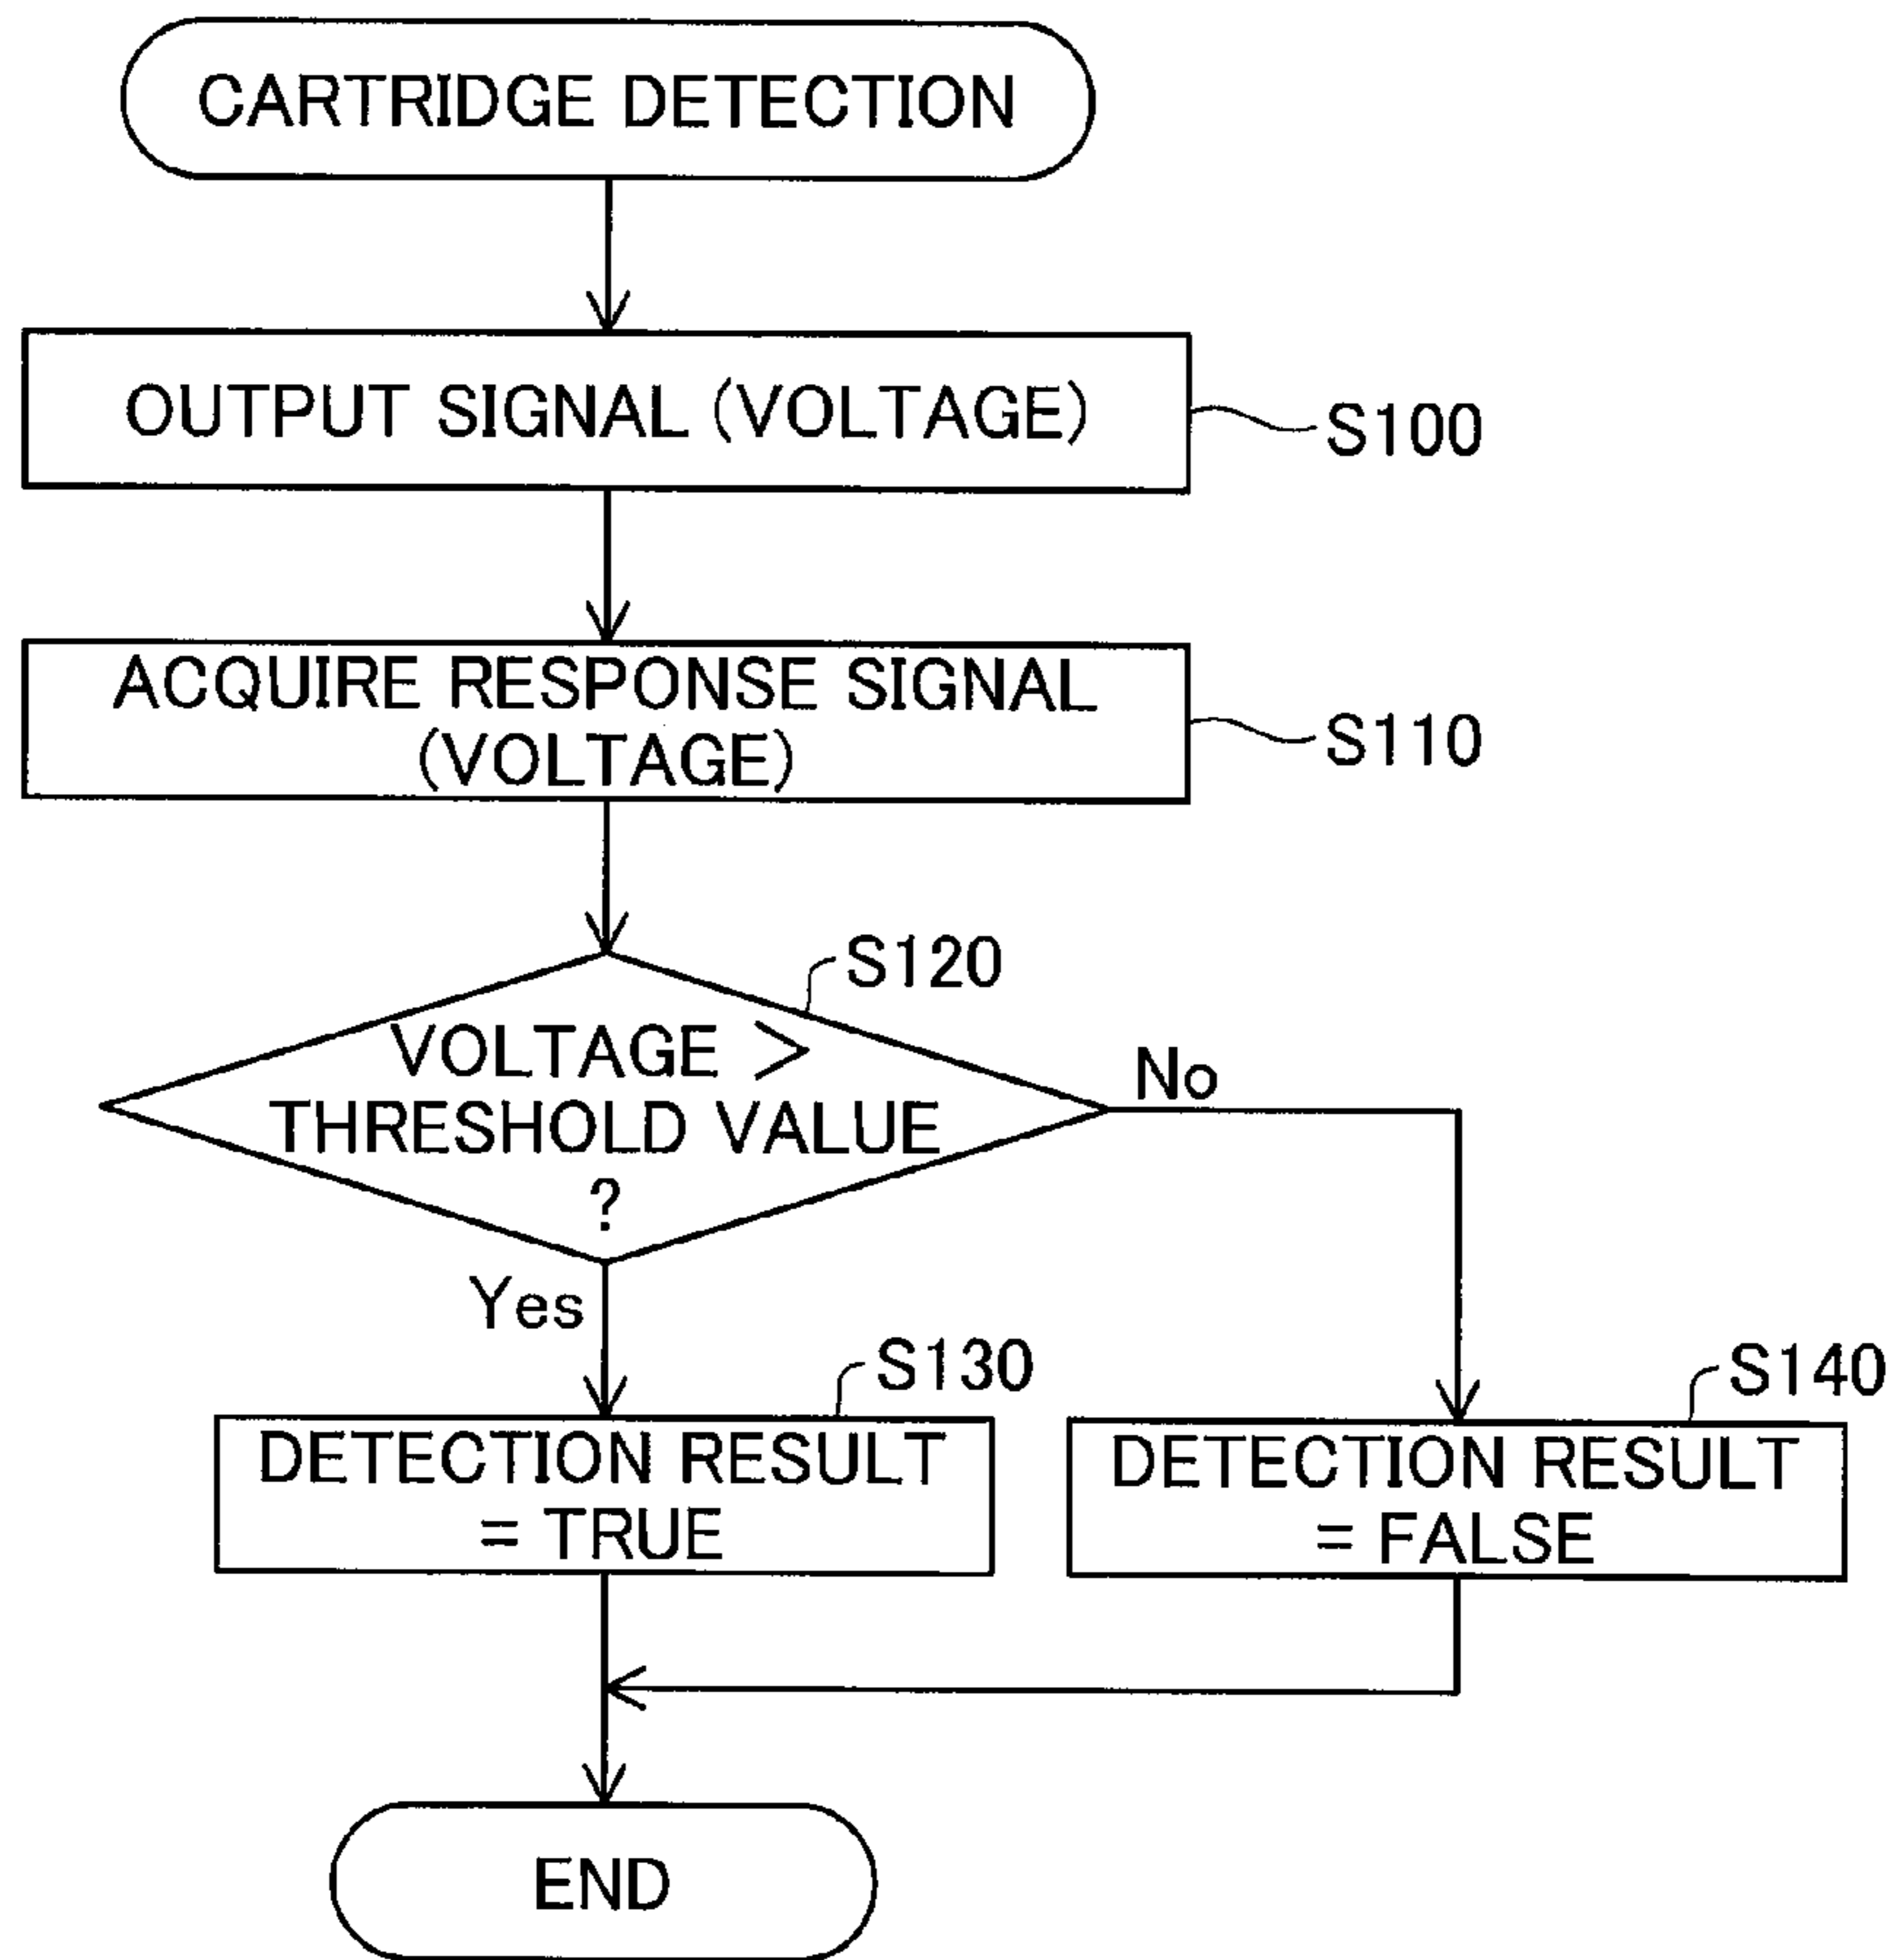 CARTRIDGE DETECTION
OUTPUT SIGNAL (VOLTAGE)
S100
ACQUIRE RESPONSE SIGNAL
(VOLTAGE)
S110
S120
VOLTAGE >
THRESHOLD VALUE
?
No
Yes
S130
DETECTION RESULT
= TRUE
S140
DETECTION RESULT
= FALSE
END